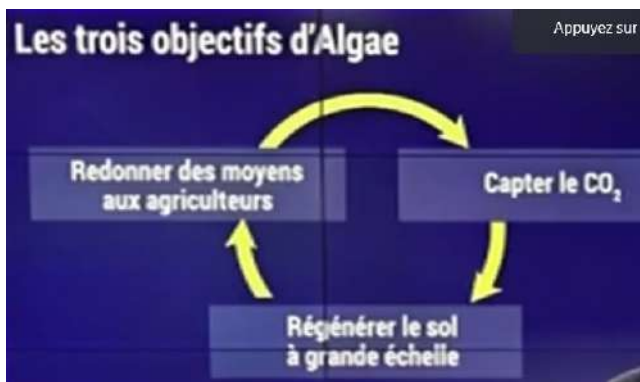 Les trois objectifs d'Algae
Appuyez sur
Redonner des moyens
aux agriculteurs
Capter le CO₂
Régénérer le sol
à grande échelle